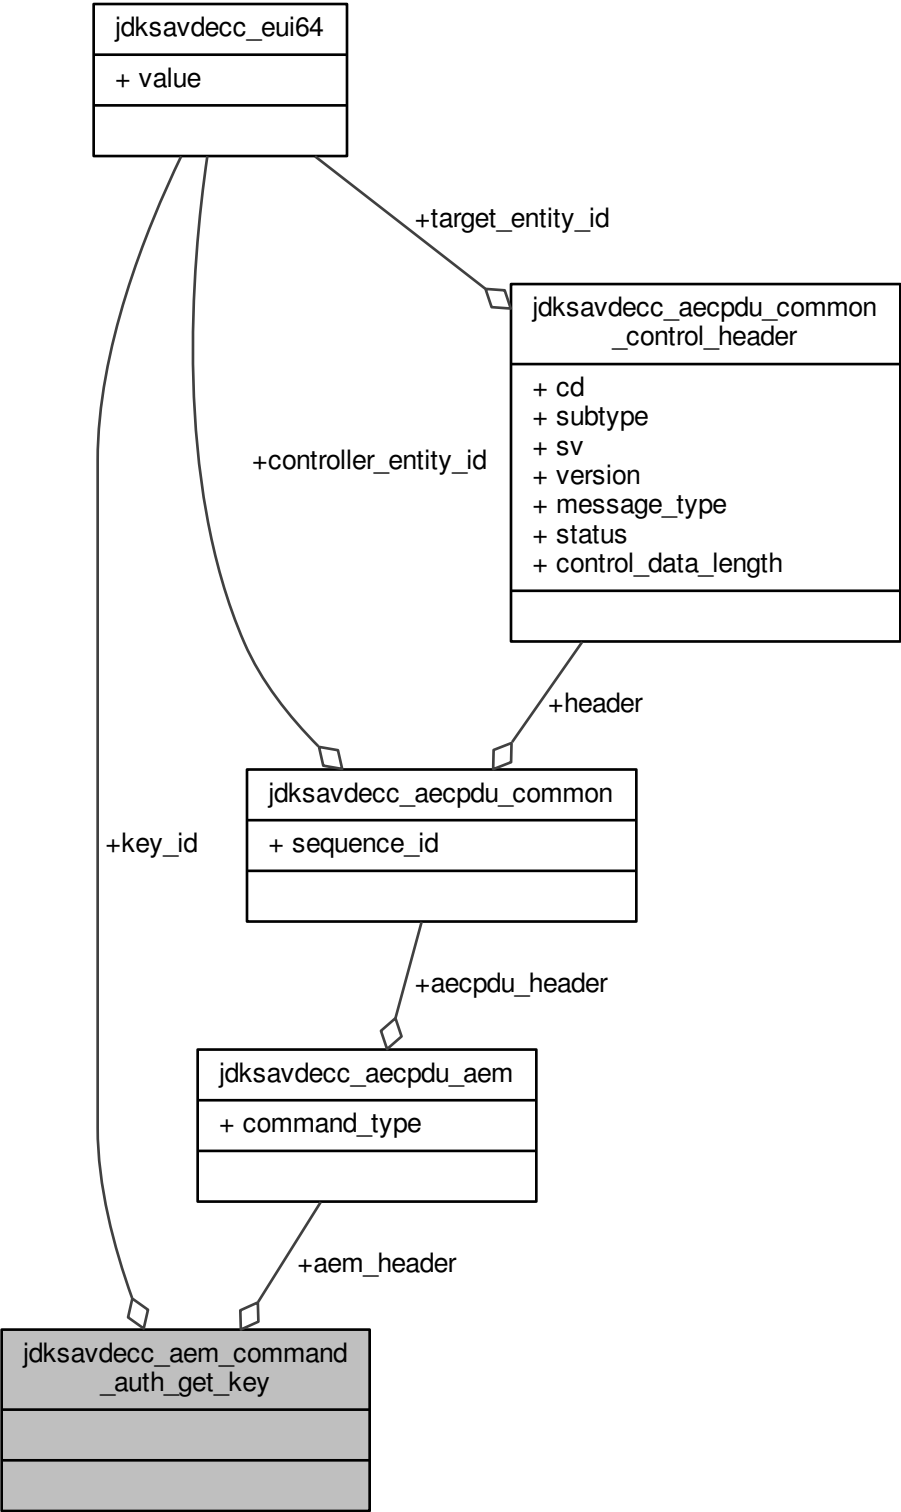 jdksavdecc_eui64
+ value
+target_entity_id
jdksavdecc_aecpdu_common
_control_header
+ cd
+ subtype
+ sv
+ version
+ message_type
+ status
+ control_data_length
+controller_entity_id
+header
jdksavdecc_aecpdu_common
+ sequence_id
+key_id
+aecpdu_header
jdksavdecc_aecpdu_aem
+ command_type
+aem_header
jdksavdecc_aem_command
_auth_get_key